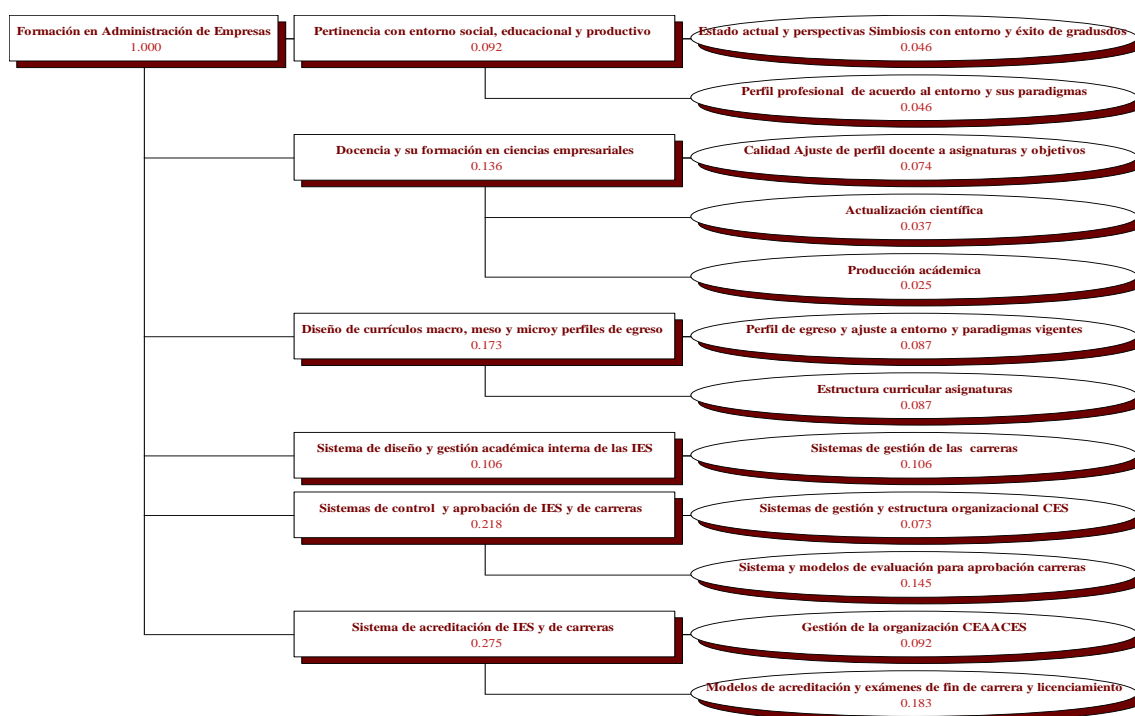 Formación en Administración de Empresas
1.000
Pertinencia con entorno social, educacional y productivo
0.092
Estado actual y perspectivas Simbiosis con entorno y éxito de gradusdos
0.046
Perfil profesional de acuerdo al entorno y sus paradigmas
0.046
Docencia y su formación en ciencias empresariales
0.136
Calidad Ajuste de perfil docente a asignaturas y objetivos
0.074
Actualización científica
0.037
Producción acádemica
0.025
Diseño de currículos macro, meso y microy perfiles de egreso
0.173
Perfil de egreso y ajuste a entorno y paradigmas vigentes
0.087
Estructura curricular asignaturas
0.087
Sistema de diseño y gestión académica interna de las IES
0.106
Sistemas de gestión de las carreras
0.106
Sistemas de control y aprobación de IES y de carreras
0.218
Sistemas de gestión y estructura organizacional CES
0.073
Sistema y modelos de evaluación para aprobación carreras
0.145
Sistema de acreditación de IES y de carreras
0.275
Gestión de la organización CEAACES
0.092
Modelos de acreditación y exámenes de fin de carrera y licenciamiento
0.183